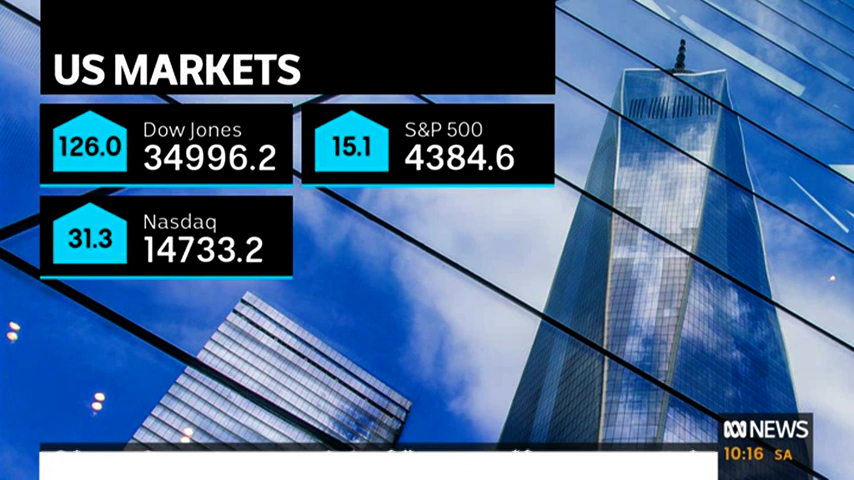 US MARKETS
126.0
Dow Jones
34996.2
15.1
S&P 500
4384.6
31.3
Nasdaq
14733.2
NEWS
10:16 SA